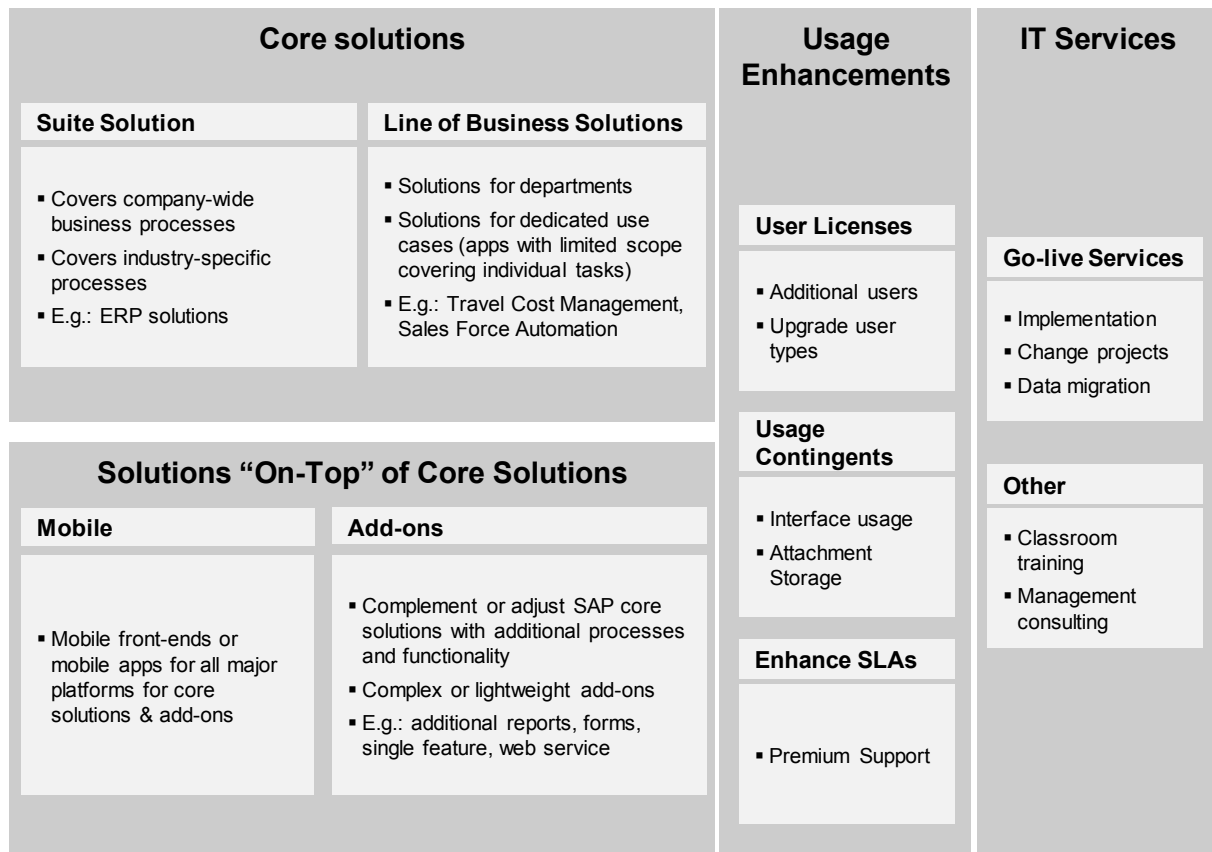 Core solutions
Suite Solution
▪ Covers company-wide
business processes
▪ Covers industry-specific
processes
▪ E.g.: ERP solutions
Line of Business Solutions
▪ Solutions for departments
▪ Solutions for dedicated use
cases (apps with limited scope
covering individual tasks)
▪ E.g.: Travel Cost Management,
Sales Force Automation
Solutions “On-Top” of Core Solutions
Mobile
▪ Mobile front-ends or
mobile apps for all major
platforms for core
solutions & add-ons
Add-ons
▪ Complement or adjust SAP core
solutions with additional processes
and functionality
▪ Complex or lightweight add-ons
▪ E.g.: additional reports, forms,
single feature, web service
Usage
Enhancements
User Licenses
▪ Additional users
▪ Upgrade user
types
Usage
Contingents
▪ Interface usage
▪ Attachment
Storage
Enhance SLAs
▪ Premium Support
IT Services
Go-live Services
▪ Implementation
▪ Change projects
▪ Data migration
Other
▪ Classroom
training
▪ Management
consulting